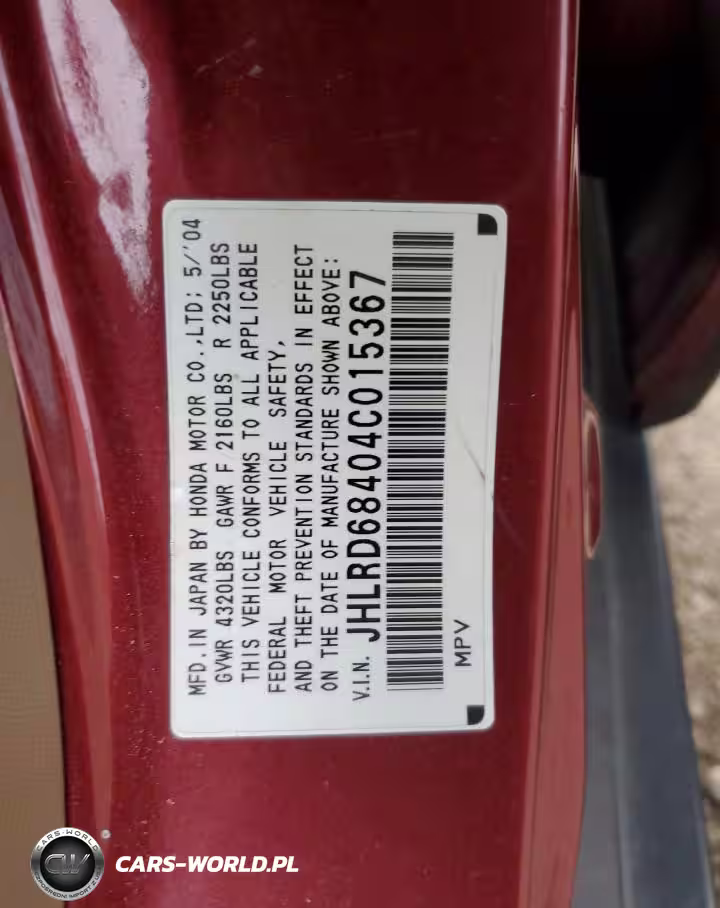 MFD. IN JAPAN BY HONDA MOTOR CO.,LTD; 5/'04
GVWR 4320LBS GAWR F 2160LBS R 2250LBS
THIS VEHICLE CONFORMS TO ALL APPLICABLE
FEDERAL MOTOR VEHICLE SAFETY,
AND THEFT PREVENTION STANDARDS IN EFFECT
ON THE DATE OF MANUFACTURE SHOWN ABOVE:
V.I.N. JHLRD68404C015367
MPV
CARS-WORLD
CW
CARS-WORLD.PL